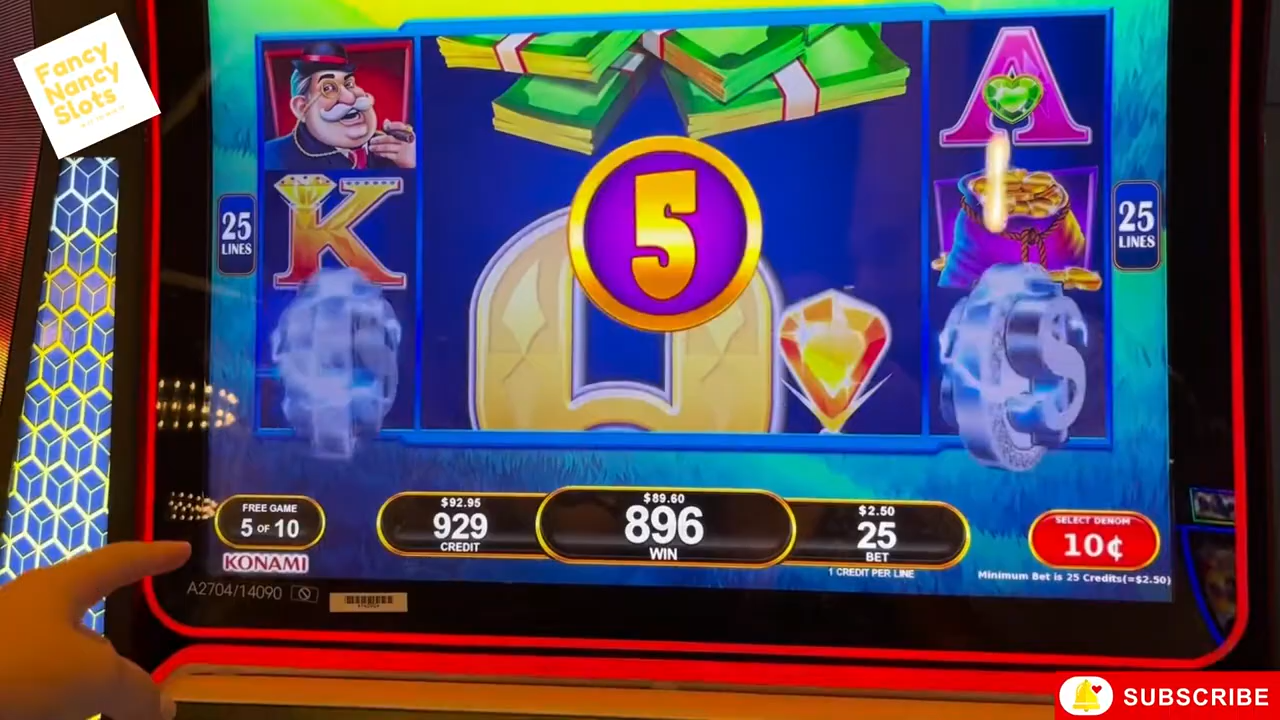 Fancy
Nancy
Slots
A
K
5
$
25
LINES
25
LINES
FREE GAME
5 OF 10
$92.95
929
CREDIT
$89.60
896
WIN
$2.50
25
BET
1 CREDIT PER LINE
SELECT DENOM
10¢
Minimum Bet is 25 Credits(=$2.50)
KONAMI
A2704/14090
SUBSCRIBE